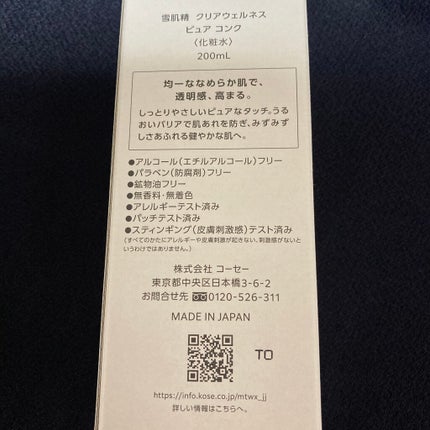 雪肌精 クリアウェルネス
ピュア コンク
〈化粧水〉
200mL
均一ななめらか肌で、
透明感、高まる。
しっとりやさしいピュアなタッチ。うる
おいバリアで肌あれを防ぎ、みずみず
しさあふれる健やかな肌へ。
●アルコール(エチルアルコール)フリー
●パラベン(防腐剤)フリー
●鉱物油フリー
●無香料・無着色
●アレルギーテスト済み
●パッチテスト済み
●スティンギング(皮膚刺激感)テスト済み
(すべてのかたにアレルギーや皮膚刺激が起きない、刺激感がないと
いうわけではありません。)
株式会社 コーセー
東京都中央区日本橋3-6-2
お問合せ先 0120-526-311
MADE IN JAPAN
TO
https://info.kose.co.jp/mtwx_jj
詳しい情報はこちらへ。